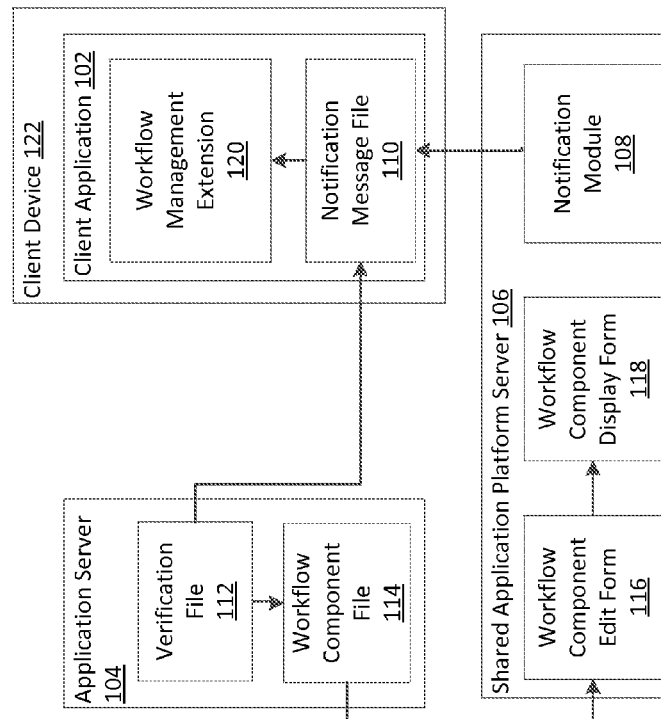 Client Device 122
Client Application 102
Workflow
Management
Extension
120
Notification
Message File
110
Application Server
104
Verification
File
112
Workflow
Component
File
114
Shared Application Platform Server 106
Workflow
Component
Edit Form
116
Workflow
Component
Display Form
118
Notification
Module
108